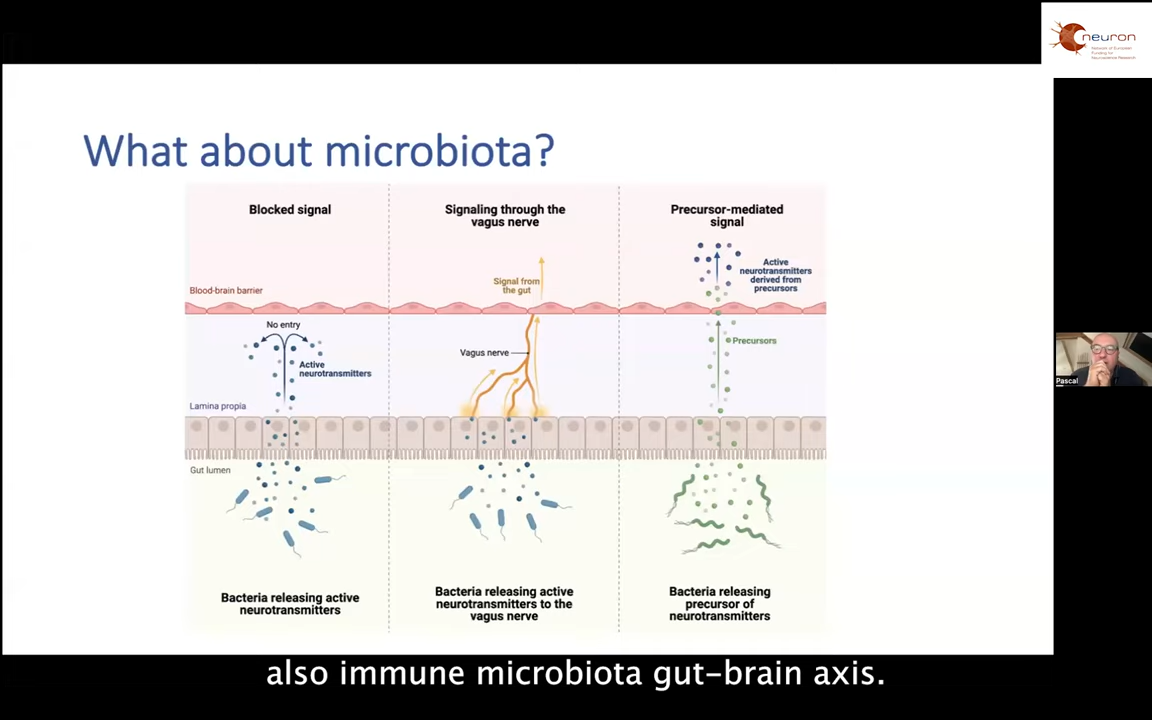 neuron
Network of European
Funding for
Neuroscience Research
What about microbiota?
Blocked signal
Signaling through the
vagus nerve
Precursor-mediated
signal
Active
neurotransmitters
derived from
precursors
Signal from
the gut
Blood-brain barrier
No entry
Active
neurotransmitters
Vagus nerve
Precursors
Lamina propia
Gut lumen
Bacteria releasing active
neurotransmitters
Bacteria releasing active
neurotransmitters to the
vagus nerve
Bacteria releasing
precursor of
neurotransmitters
Pascal
also immune microbiota gut-brain axis.